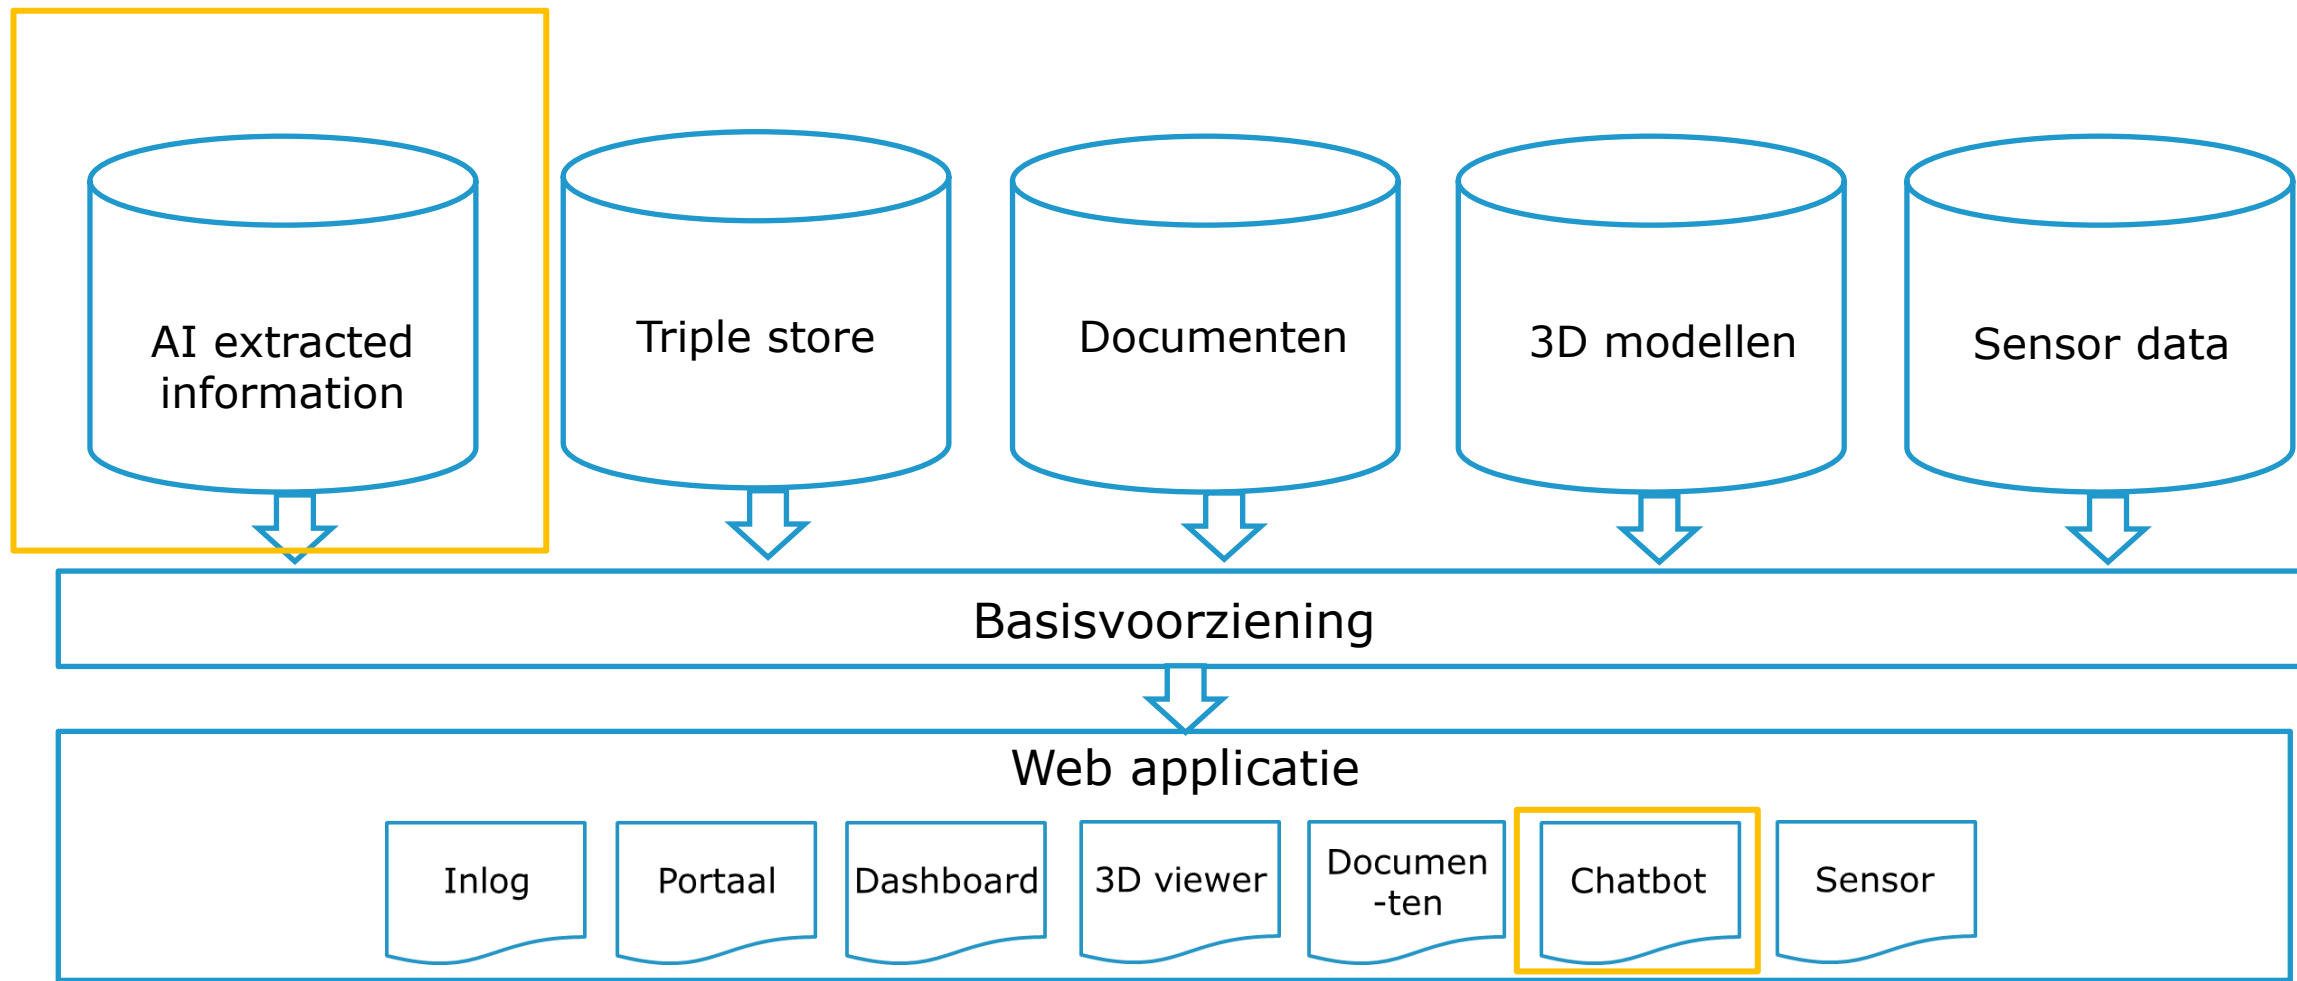 AI extracted
information
Triple store
Documenten
3D modellen
Sensor data
Basisvoorziening
Web applicatie
Inlog
Portaal
Dashboard
3D viewer
Documen
-ten
Chatbot
Sensor